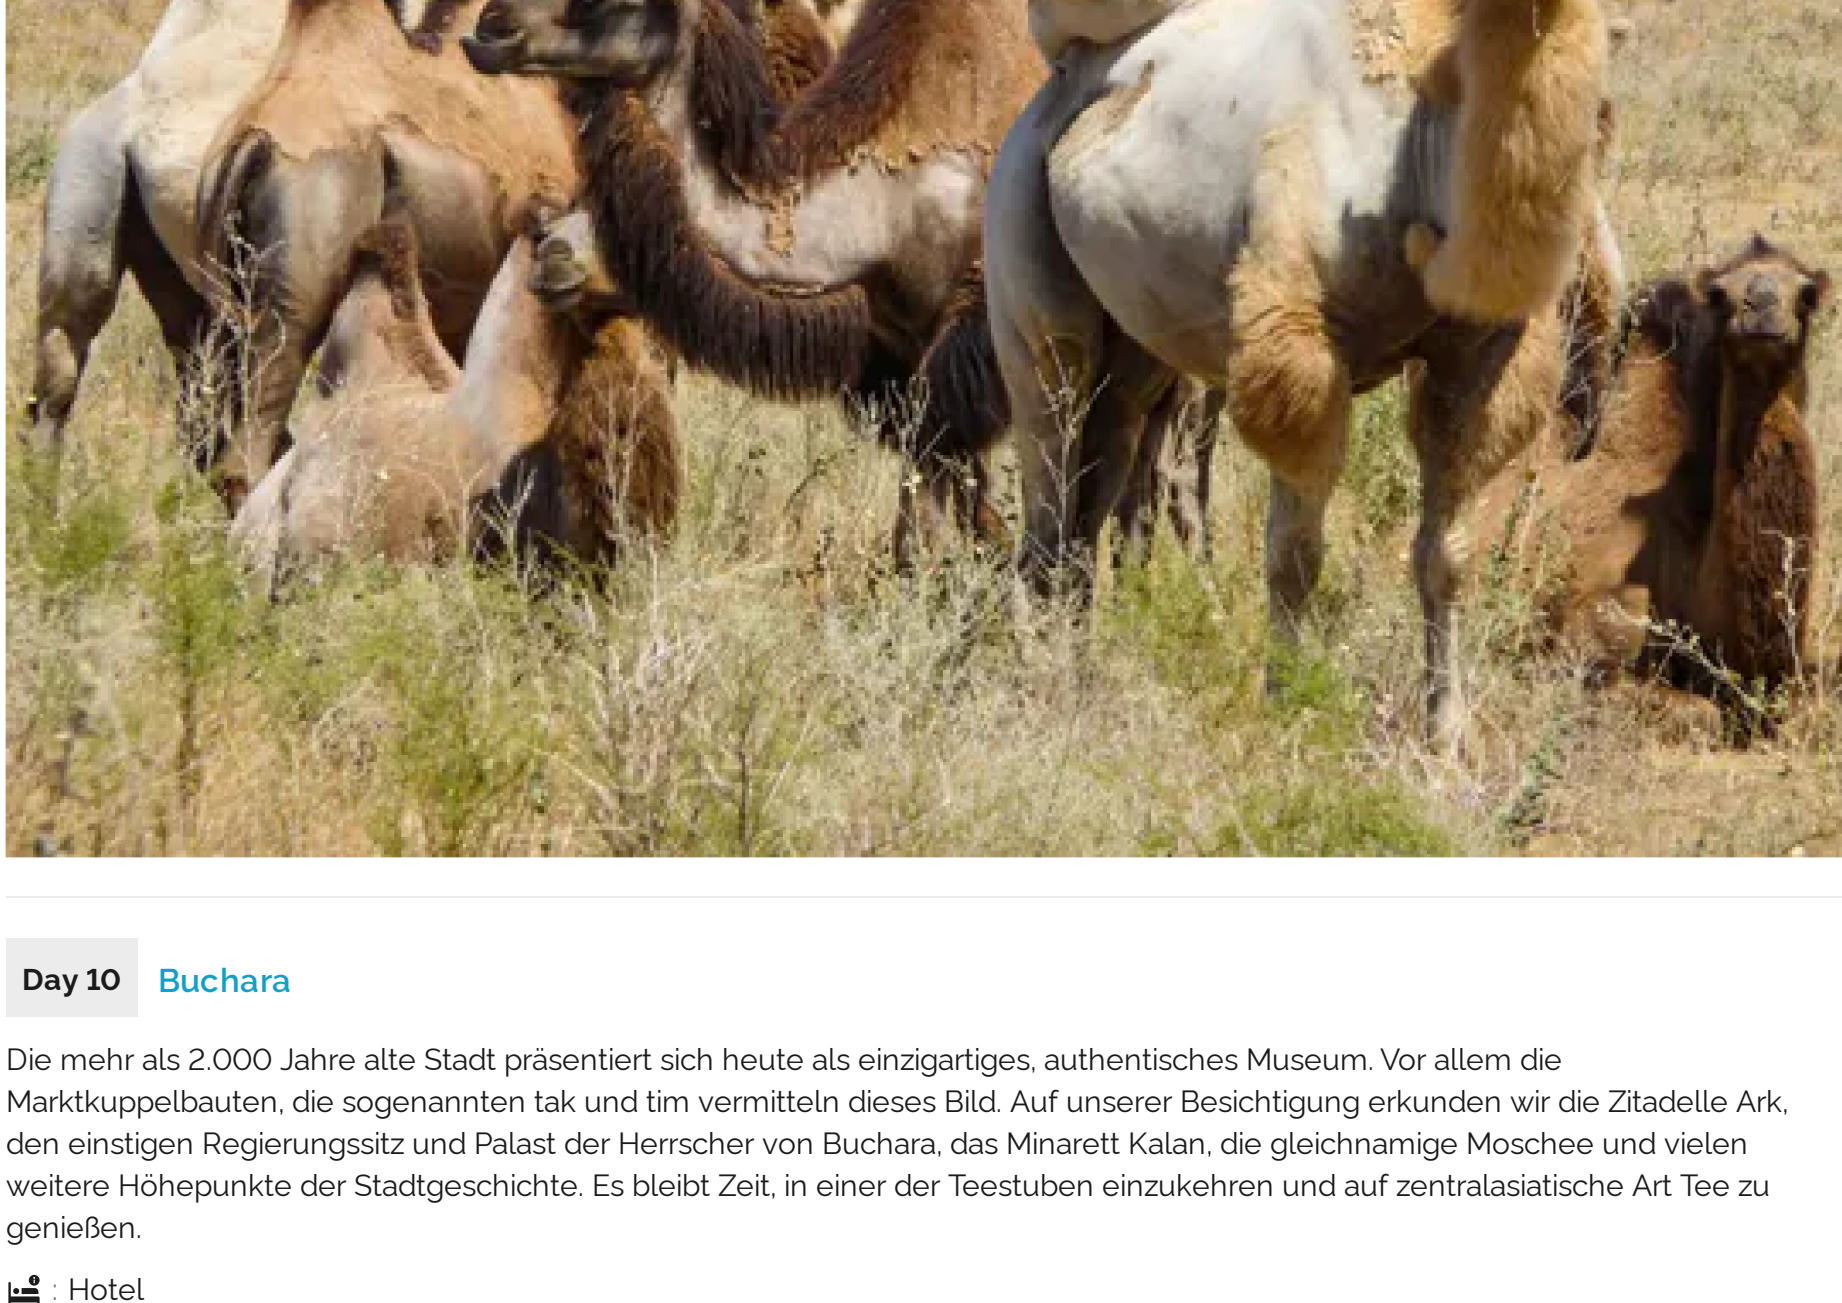 Day 10 Buchara
Die mehr als 2.000 Jahre alte Stadt präsentiert sich heute als einzigartiges, authentisches Museum. Vor allem die
Marktkuppelbauten, die sogenannten tak und tim vermitteln dieses Bild. Auf unserer Besichtigung erkunden wir die Zitadelle Ark,
den einstigen Regierungssitz und Palast der Herrscher von Buchara, das Minarett Kalan, die gleichnamige Moschee und vielen
weitere Höhepunkte der Stadtgeschichte. Es bleibt Zeit, in einer der Teestuben einzukehren und auf zentralasiatische Art Tee zu
genießen.
: Hotel